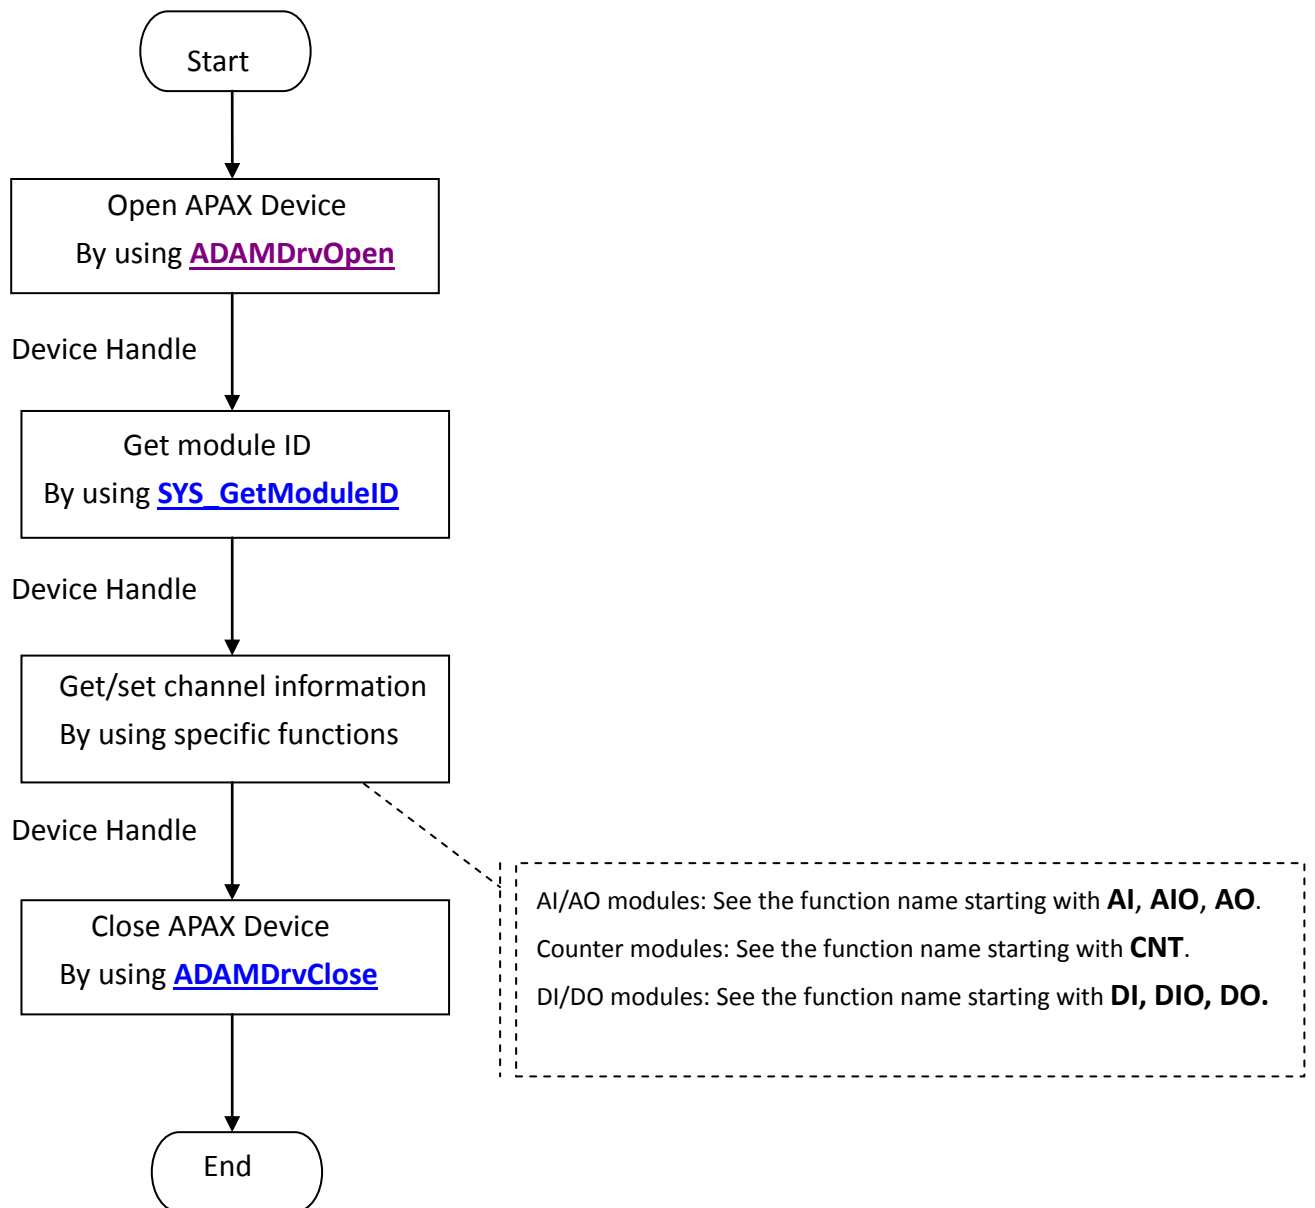 Start
Open APAX Device
By using ADAMDrvOpen
Device Handle
Get module ID
By using SYS_GetModuleID
Device Handle
Get/set channel information
By using specific functions
Device Handle
AI/AO modules: See the function name starting with AI, AIO, AO.
Counter modules: See the function name starting with CNT.
DI/DO modules: See the function name starting with DI, DIO, DO.
Close APAX Device
By using ADAMDrvClose
End